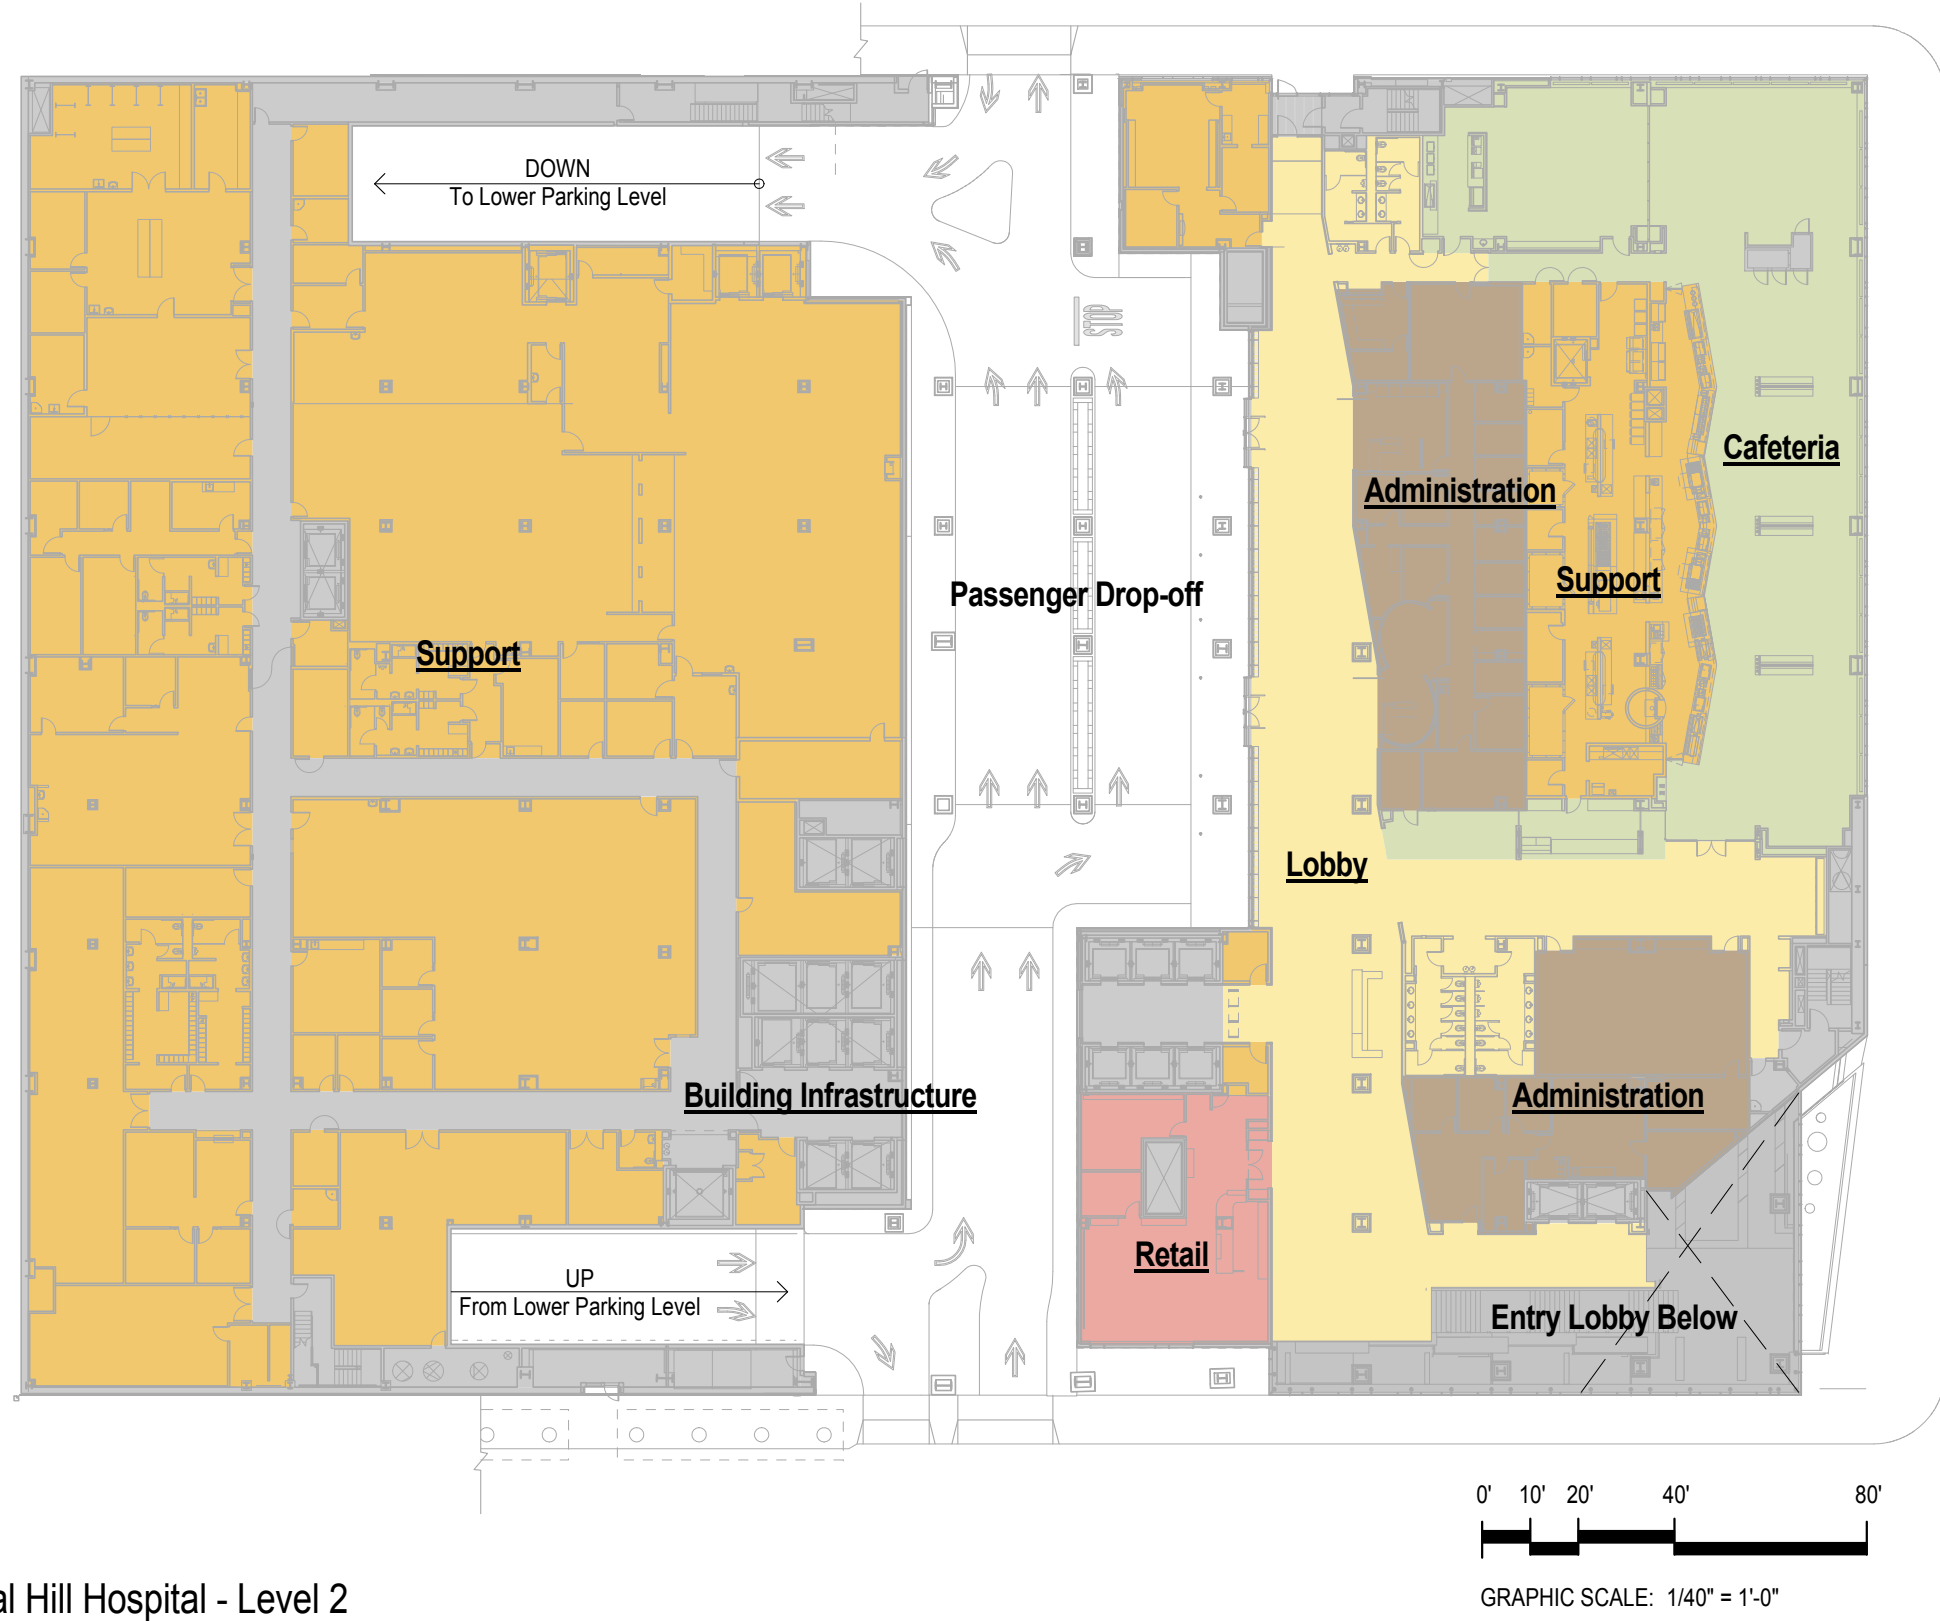 DOWN
To Lower Parking Level
STOP
Cafeteria
Administration
Support
Passenger Drop-off
Support
Lobby
Building Infrastructure
Administration
Retail
UP
From Lower Parking Level
Entry Lobby Below
0' 10' 20' 40' 80'
al Hill Hospital - Level 2
GRAPHIC SCALE: 1/40" = 1'-0"